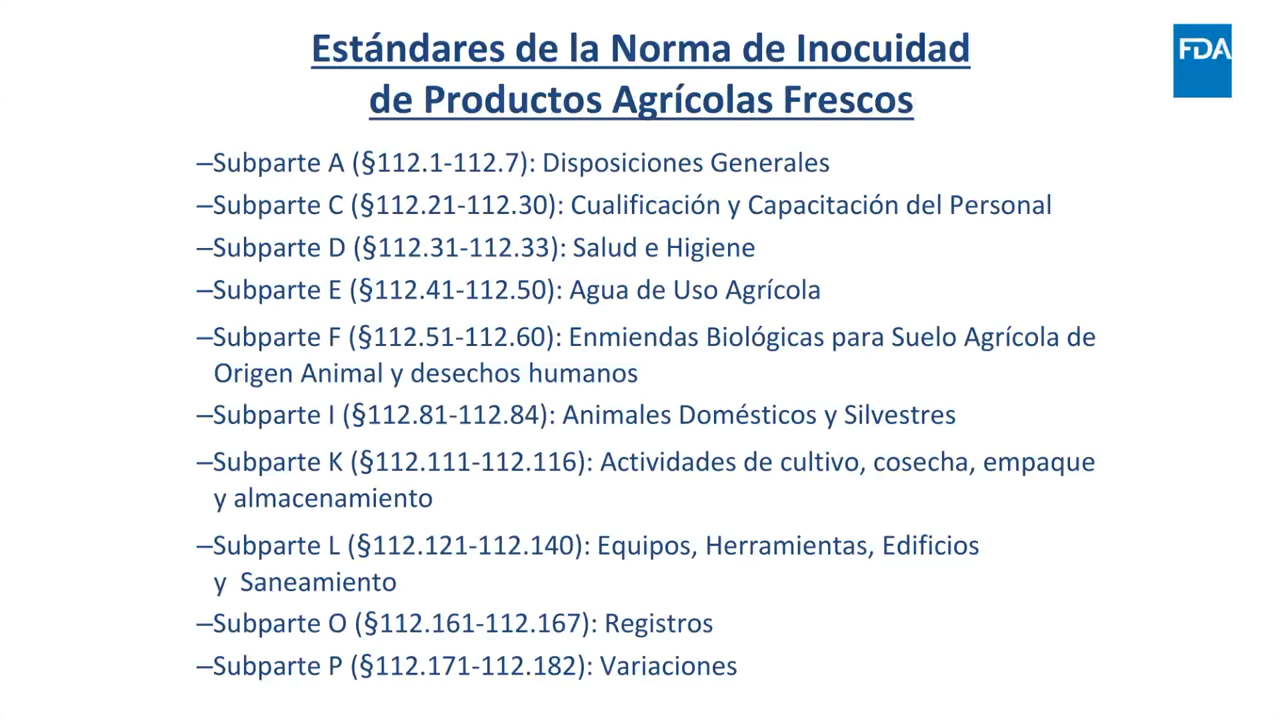 Estándares de la Norma de Inocuidad
de Productos Agrícolas Frescos
FDA
–Subparte A (§112.1-112.7): Disposiciones Generales
–Subparte C (§112.21-112.30): Cualificación y Capacitación del Personal
–Subparte D (§112.31-112.33): Salud e Higiene
–Subparte E (§112.41-112.50): Agua de Uso Agrícola
–Subparte F (§112.51-112.60): Enmiendas Biológicas para Suelo Agrícola de
Origen Animal y desechos humanos
–Subparte I (§112.81-112.84): Animales Domésticos y Silvestres
–Subparte K (§112.111-112.116): Actividades de cultivo, cosecha, empaque
y almacenamiento
–Subparte L (§112.121-112.140): Equipos, Herramientas, Edificios
y  Saneamiento
–Subparte O (§112.161-112.167): Registros
–Subparte P (§112.171-112.182): Variaciones